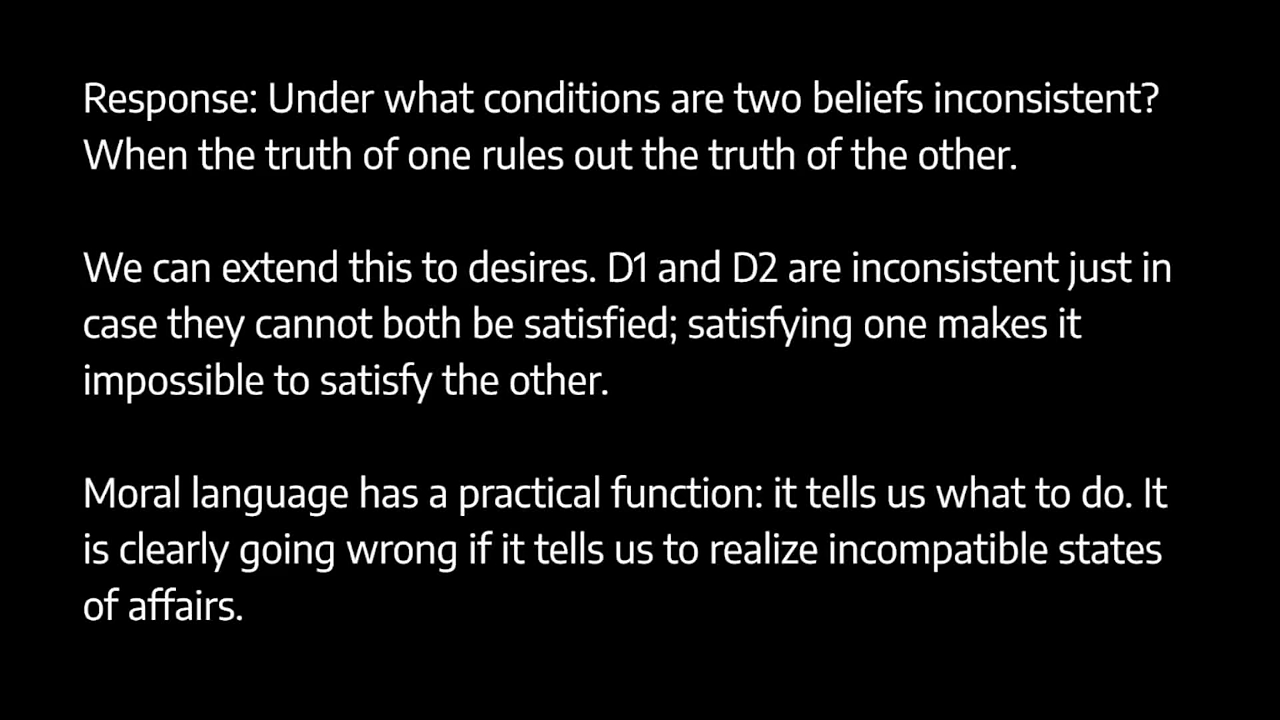 Response: Under what conditions are two beliefs inconsistent?
When the truth of one rules out the truth of the other.
We can extend this to desires. D1 and D2 are inconsistent just in
case they cannot both be satisfied; satisfying one makes it
impossible to satisfy the other.
Moral language has a practical function: it tells us what to do. It
is clearly going wrong if it tells us to realize incompatible states
of affairs.